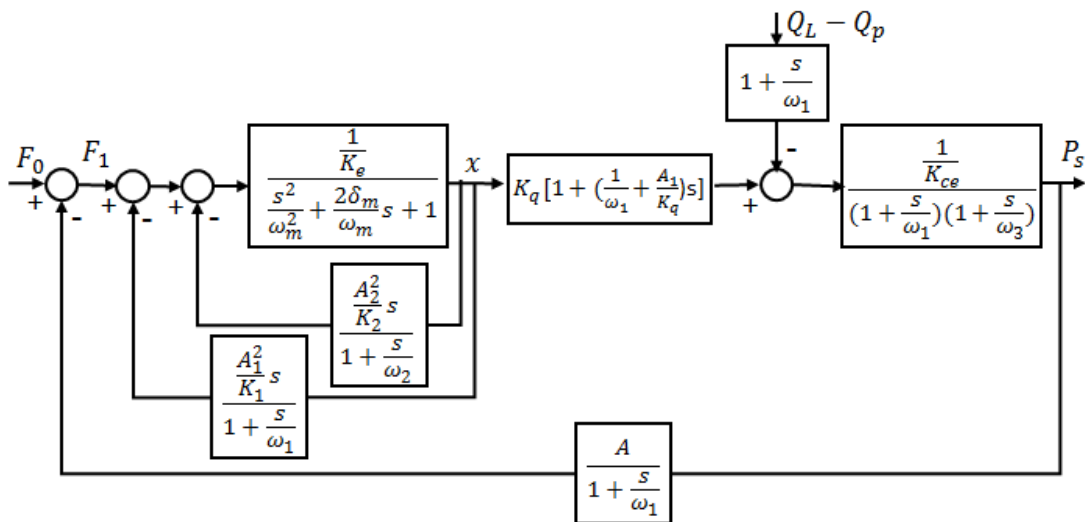 Q_L − Q_p
1 + s/ω_1
F_0
F_1
x
P_s
+ -
+ -
+ -
(1/K_e)/(s²/ω_m² + (2δ_m/ω_m)s + 1)
K_q[1 + (1/ω_1 + A_1/K_q)s]
-
+
(1/K_ce)/((1 + s/ω_1)(1 + s/ω_3))
((A_2²/K_2)s)/(1 + s/ω_2)
((A_1²/K_1)s)/(1 + s/ω_1)
A/(1 + s/ω_1)